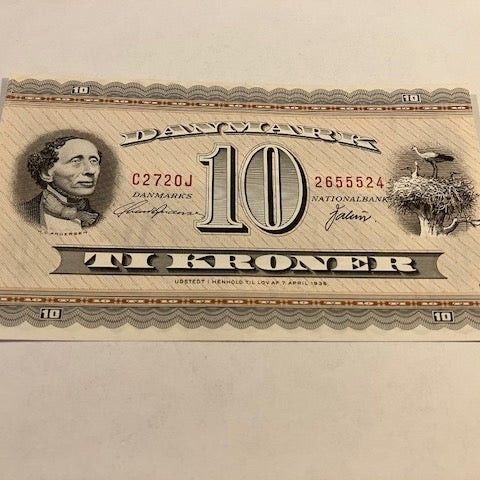 10 10
DANMARK
C2720J 10 2655524
DANMARKS NATIONALBANK
H.C. ANDERSEN
TI KRONER
UDSTEDT I HENHOLD TIL LOV AF 7 APRIL 1936
10 10